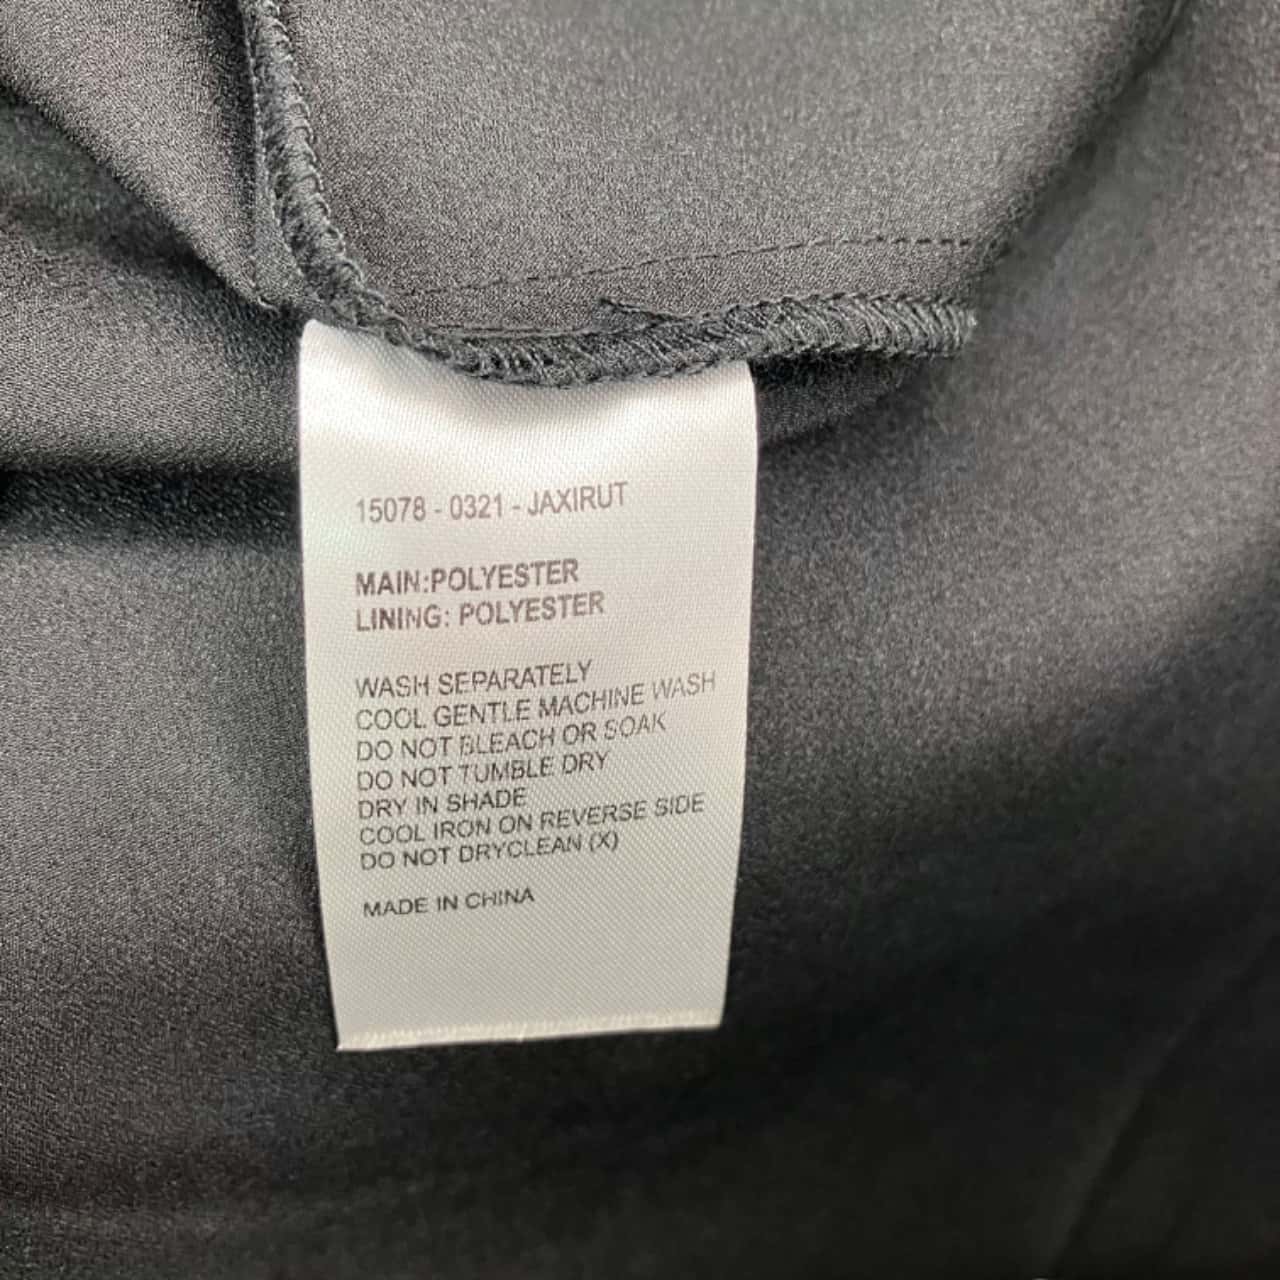 15078 - 0321 - JAXIRUT
MAIN:POLYESTER
LINING: POLYESTER
WASH SEPARATELY
COOL GENTLE MACHINE WASH
DO NOT BLEACH OR SOAK
DO NOT TUMBLE DRY
DRY IN SHADE
COOL IRON ON REVERSE SIDE
DO NOT DRYCLEAN (X)
MADE IN CHINA